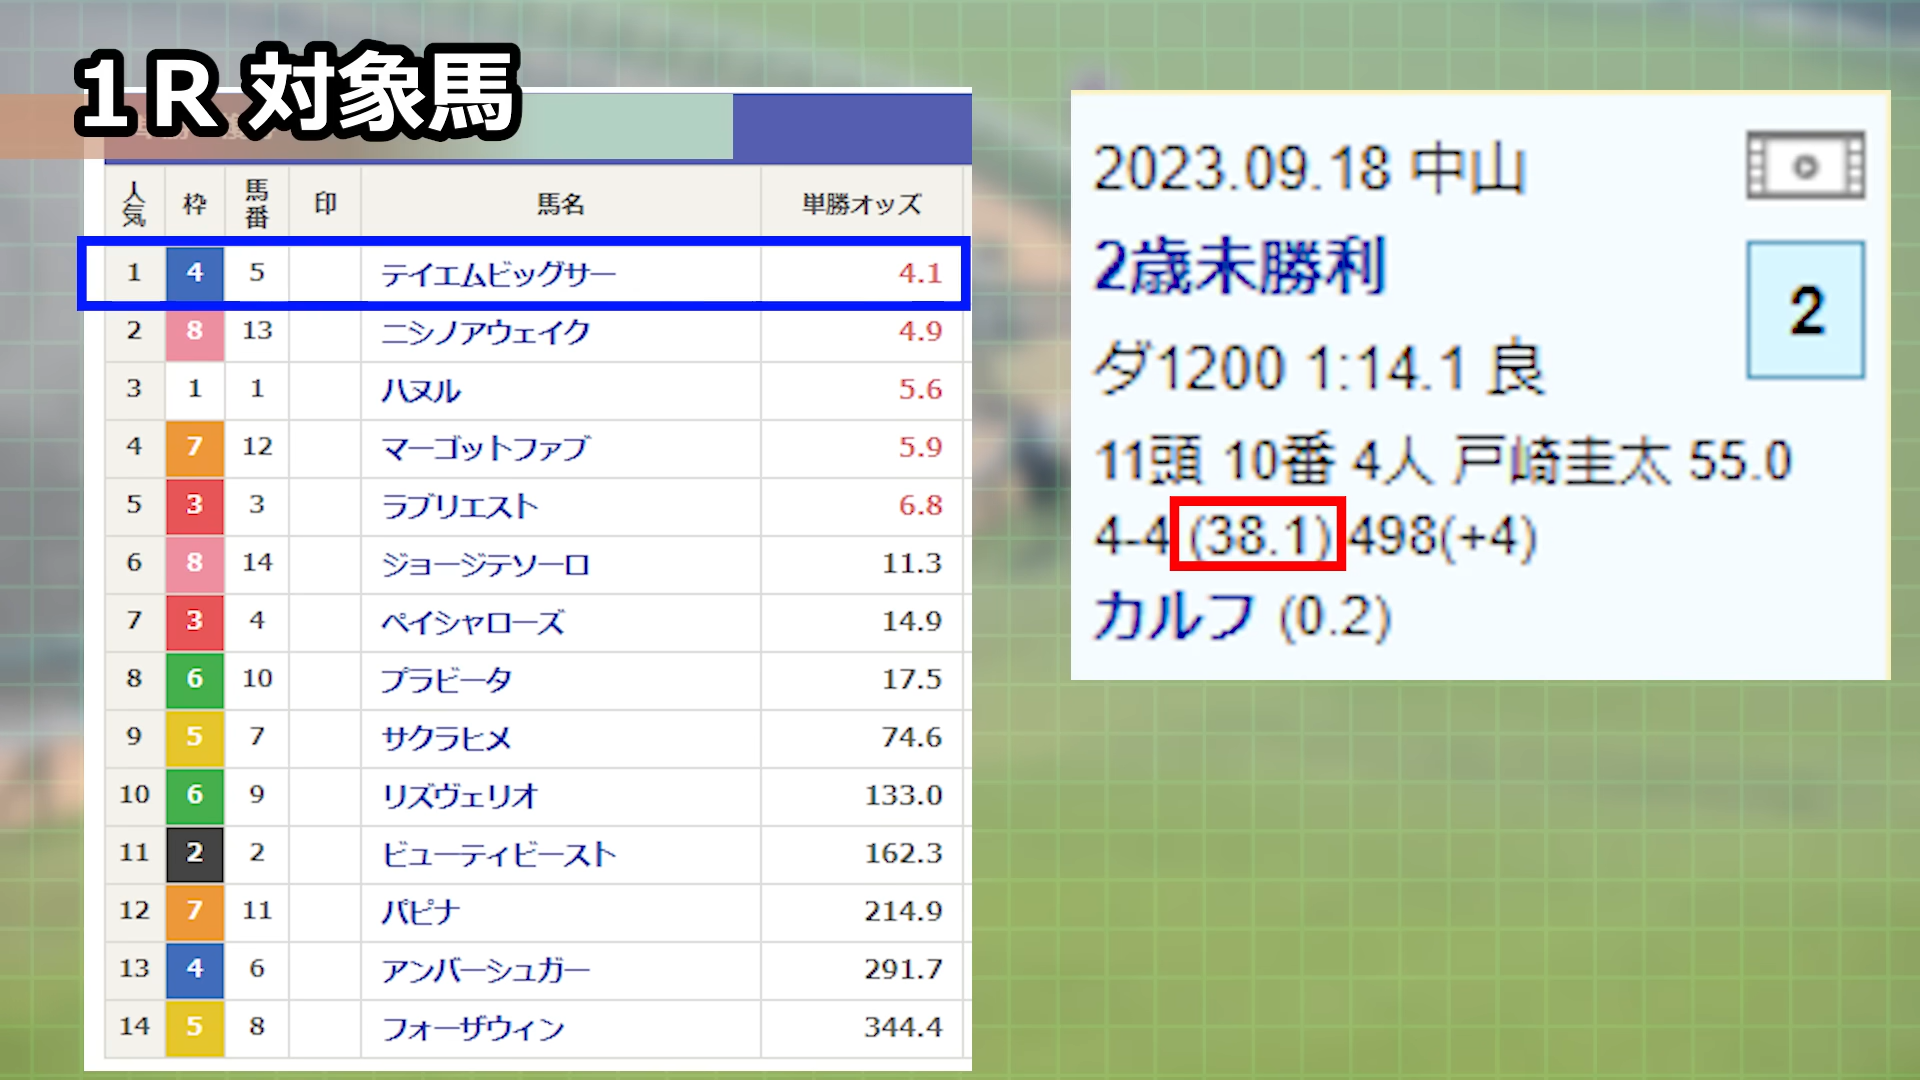 1R 対象馬
人気 枠 馬番 印 馬名 単勝オッズ
1 4 5 テイエムビッグサー 4.1
2 8 13 ニシノアウェイク 4.9
3 1 1 ハヌル 5.6
4 7 12 マーゴットファブ 5.9
5 3 3 ラブリエスト 6.8
6 8 14 ジョージテソーロ 11.3
7 3 4 ペイシャローズ 14.9
8 6 10 プラビータ 17.5
9 5 7 サクラヒメ 74.6
10 6 9 リズヴェリオ 133.0
11 2 2 ビューティビースト 162.3
12 7 11 パピナ 214.9
13 4 6 アンバーシュガー 291.7
14 5 8 フォーザウィン 344.4
2023.09.18 中山
2歳未勝利
2
ダ1200 1:14.1 良
11頭 10番 4人 戸崎圭太 55.0
4-4 (38.1) 498(+4)
カルフ (0.2)